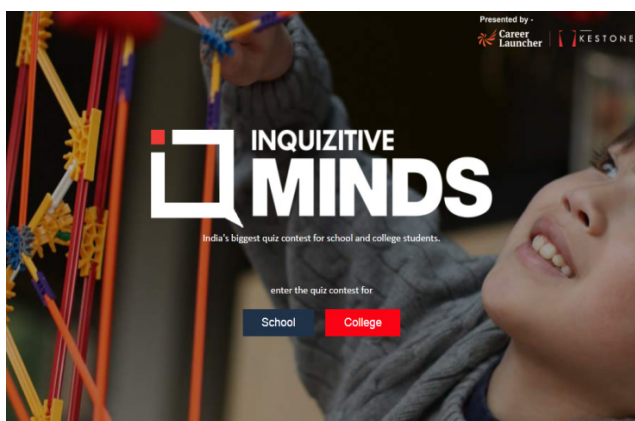 Presented by -
Career
Launcher
KESTONE
INQUIZITIVE
MINDS
India's biggest quiz contest for school and college students.
enter the quiz contest for
School
College